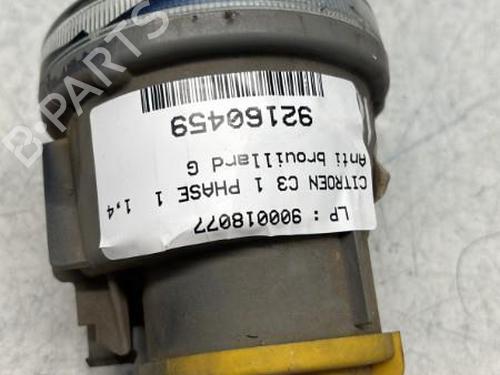 LP : 900018077
CITROEN C3 1 PHASE 1 1,4
Anti brouillard G
92160459
B-PARTS